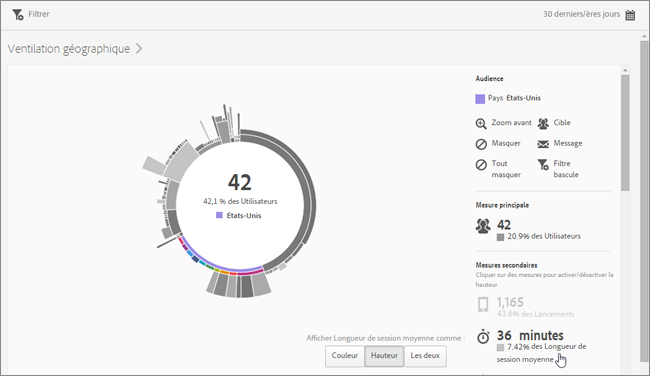 Filtrer
30 derniers/ères jours
Ventilation géographique
42
42,1 % des Utilisateurs
États-Unis
Audience
Pays États-Unis
Zoom avant
Cible
Masquer
Message
Tout masquer
Filtre bascule
Mesure principale
42
20.9% des Utilisateurs
Mesures secondaires
Cliquer sur des mesures pour activer/désactiver la
hauteur
1,165
43.6% des Lancements
36 minutes
7.42% des Longueur de
session moyenne
Afficher Longueur de session moyenne comme :
Couleur
Hauteur
Les deux